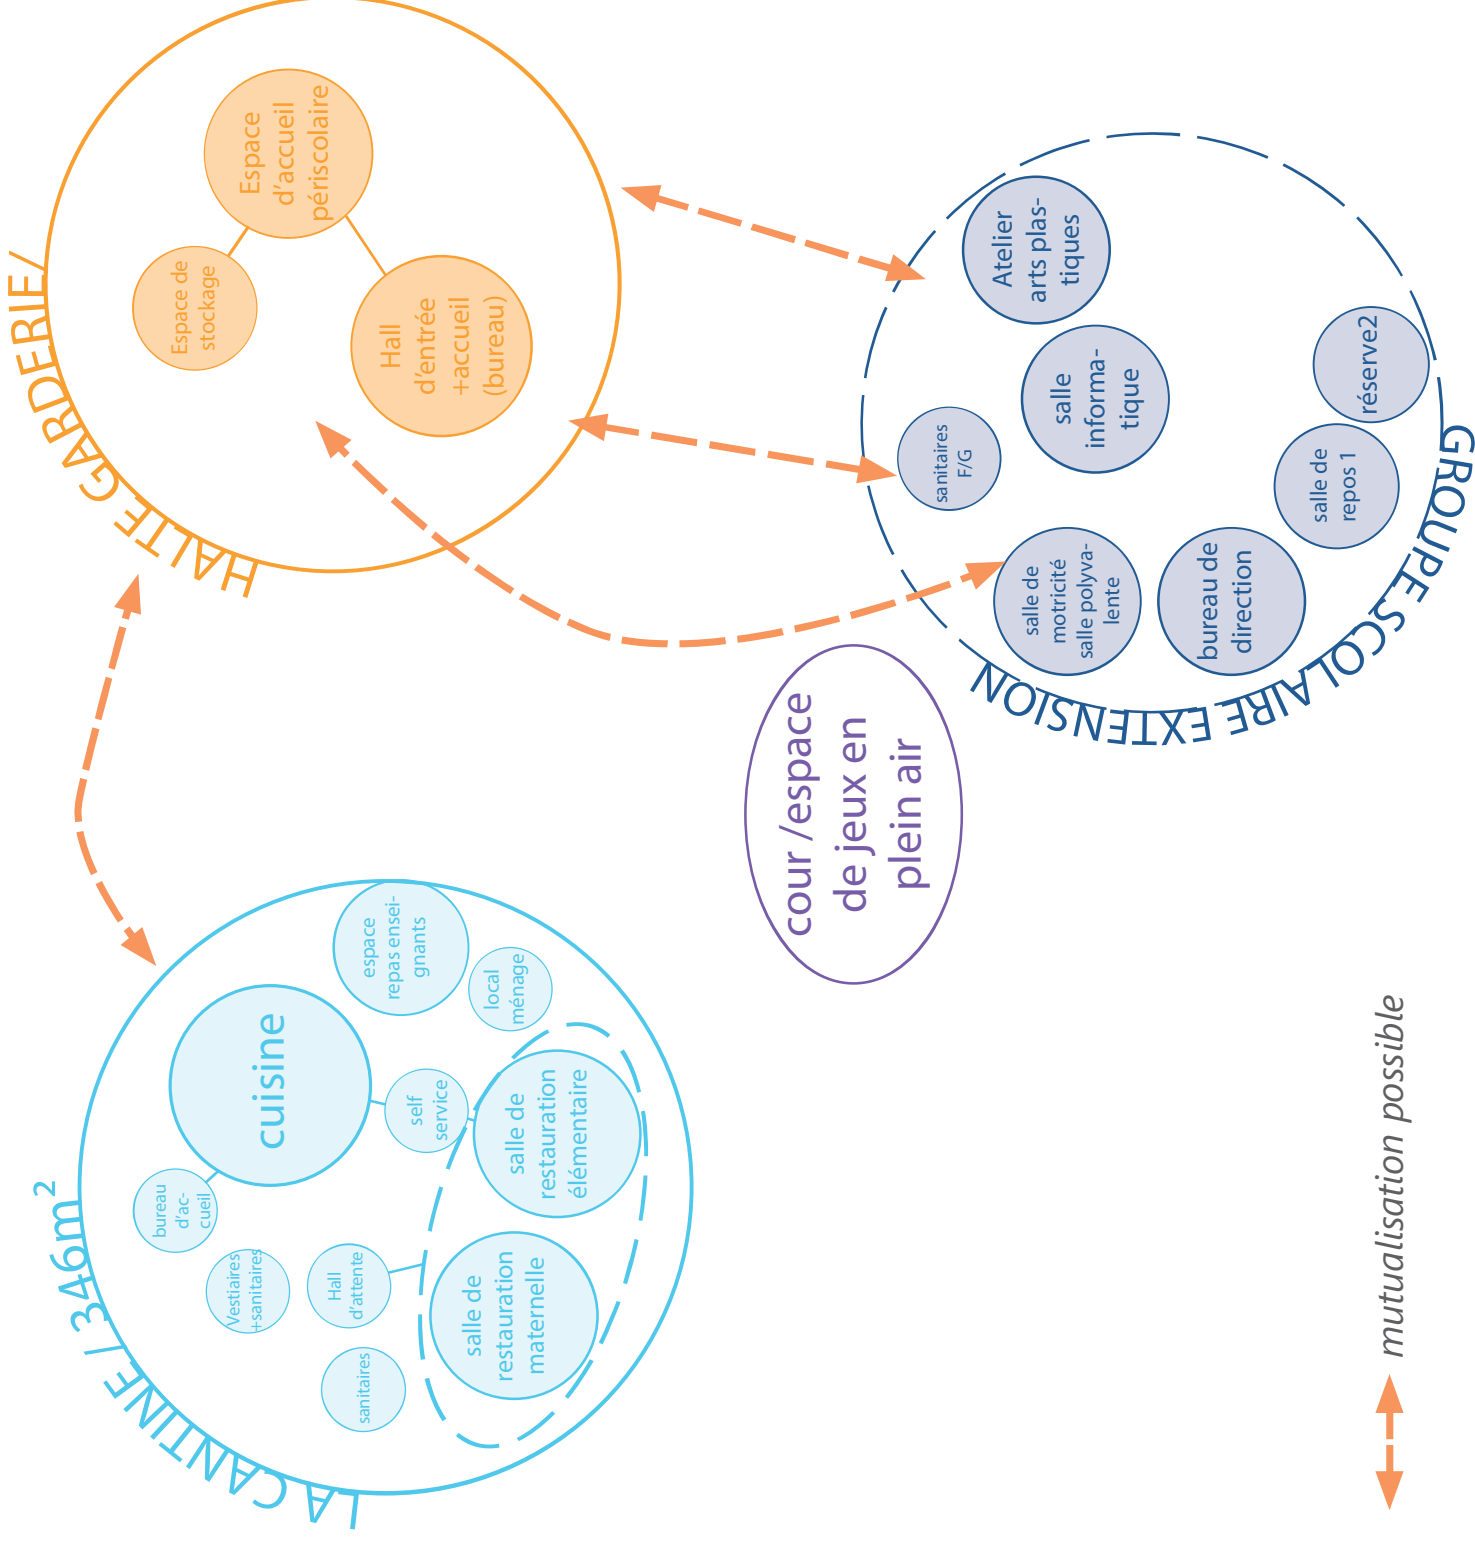 LA CANTINE / 346m²
bureau
d'ac-
cueil
cuisine
Vestiaires
+sanitaires
Hall
d'attente
sanitaires
self
service
espace
repas ensei-
gnants
local
ménage
salle de
restauration
maternelle
salle de
restauration
élémentaire
HALTE GARDERIE /
Espace de
stockage
Espace
d'accueil
périscolaire
Hall
d'entrée
+accueil
(bureau)
cour /espace
de jeux en
plein air
GROUPE SCOLAIRE EXTENSION
sanitaires
F/G
Atelier
arts plas-
tiques
salle
informa-
tique
salle de
motricité
salle polyva-
lente
bureau de
direction
salle de
repos 1
réserve2
mutualisation possible